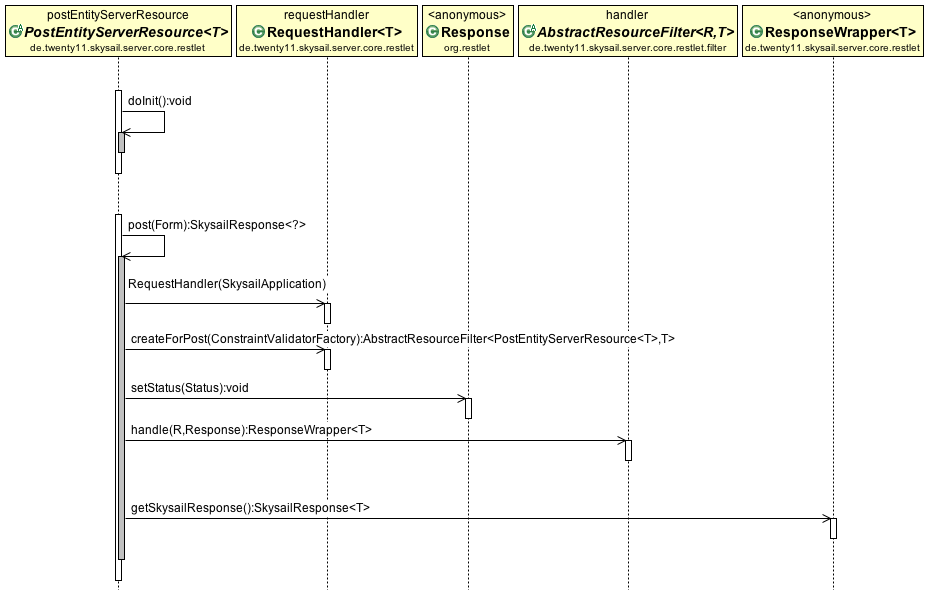 postEntityServerResource
PostEntityServerResource<T>
de.twenty11.skysail.server.core.restlet
requestHandler
RequestHandler<T>
de.twenty11.skysail.server.core.restlet
<anonymous>
Response
org.restlet
handler
AbstractResourceFilter<R,T>
de.twenty11.skysail.server.core.restlet.filter
<anonymous>
ResponseWrapper<T>
de.twenty11.skysail.server.core.restlet
doInit():void
post(Form):SkysailResponse<?>
RequestHandler(SkysailApplication)
createForPost(ConstraintValidatorFactory):AbstractResourceFilter<PostEntityServerResource<T>,T>
setStatus(Status):void
handle(R,Response):ResponseWrapper<T>
getSkysailResponse():SkysailResponse<T>